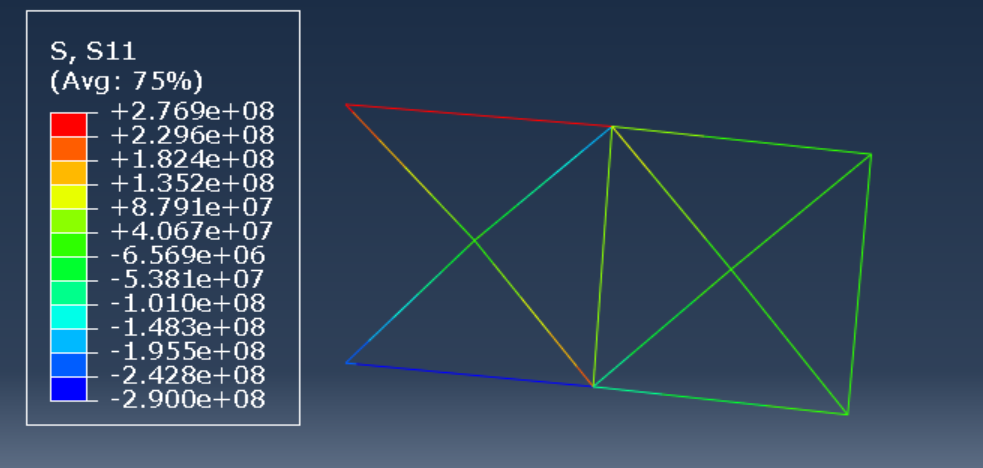 S, S11
(Avg: 75%)
+2.769e+08
+2.296e+08
+1.824e+08
+1.352e+08
+8.791e+07
+4.067e+07
-6.569e+06
-5.381e+07
-1.010e+08
-1.483e+08
-1.955e+08
-2.428e+08
-2.900e+08